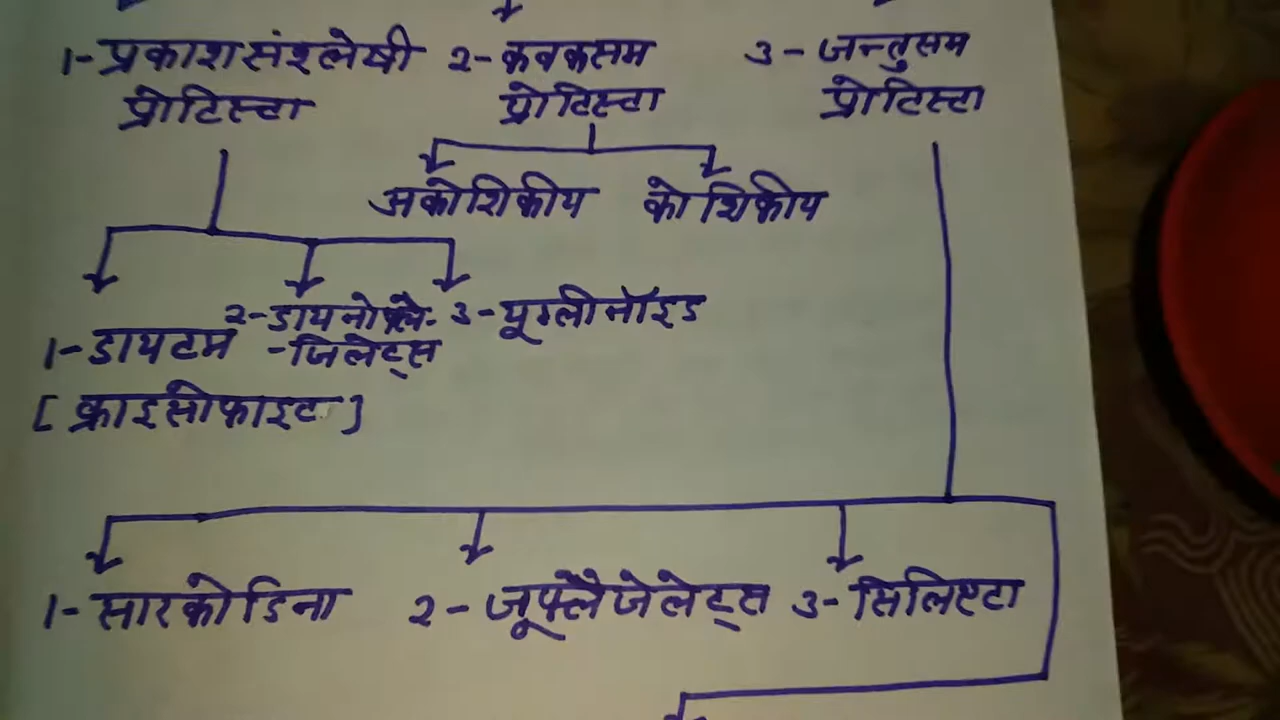 1- प्रकाशसंश्लेषी 2- कवकसम 3- जन्तुसम
प्रोटिस्टा प्रोटिस्टा प्रोटिस्टा
अकोशिकीय कोशिकीय
1- डायटम 2- डायनोफ्ले- 3- यूग्लीनॉइड
-जिलेट्स
[क्राइसोफाइट]
1- सारकोडिना 2- जूफ्लैजेलेट्स 3- सिलिएटा